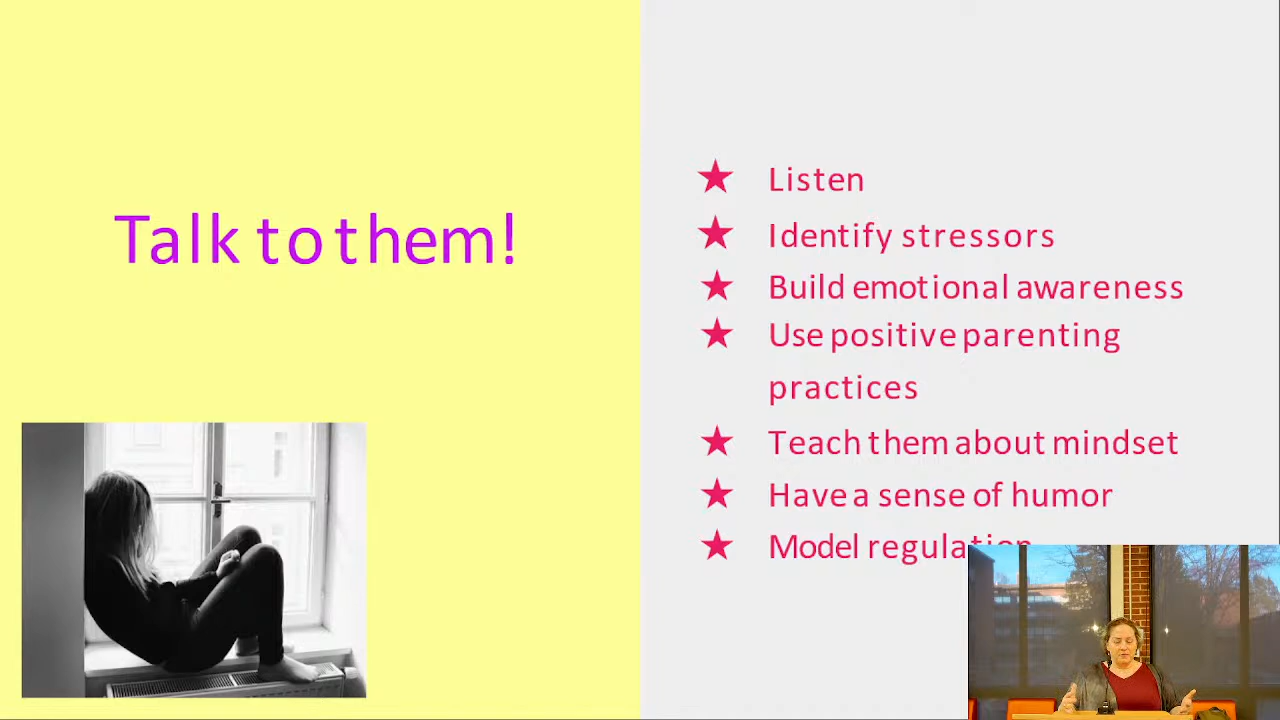 Talk to them!
★ Listen
★ Identify stressors
★ Build emotional awareness
★ Use positive parenting
practices
★ Teach them about mindset
★ Have a sense of humor
★ Model regulation